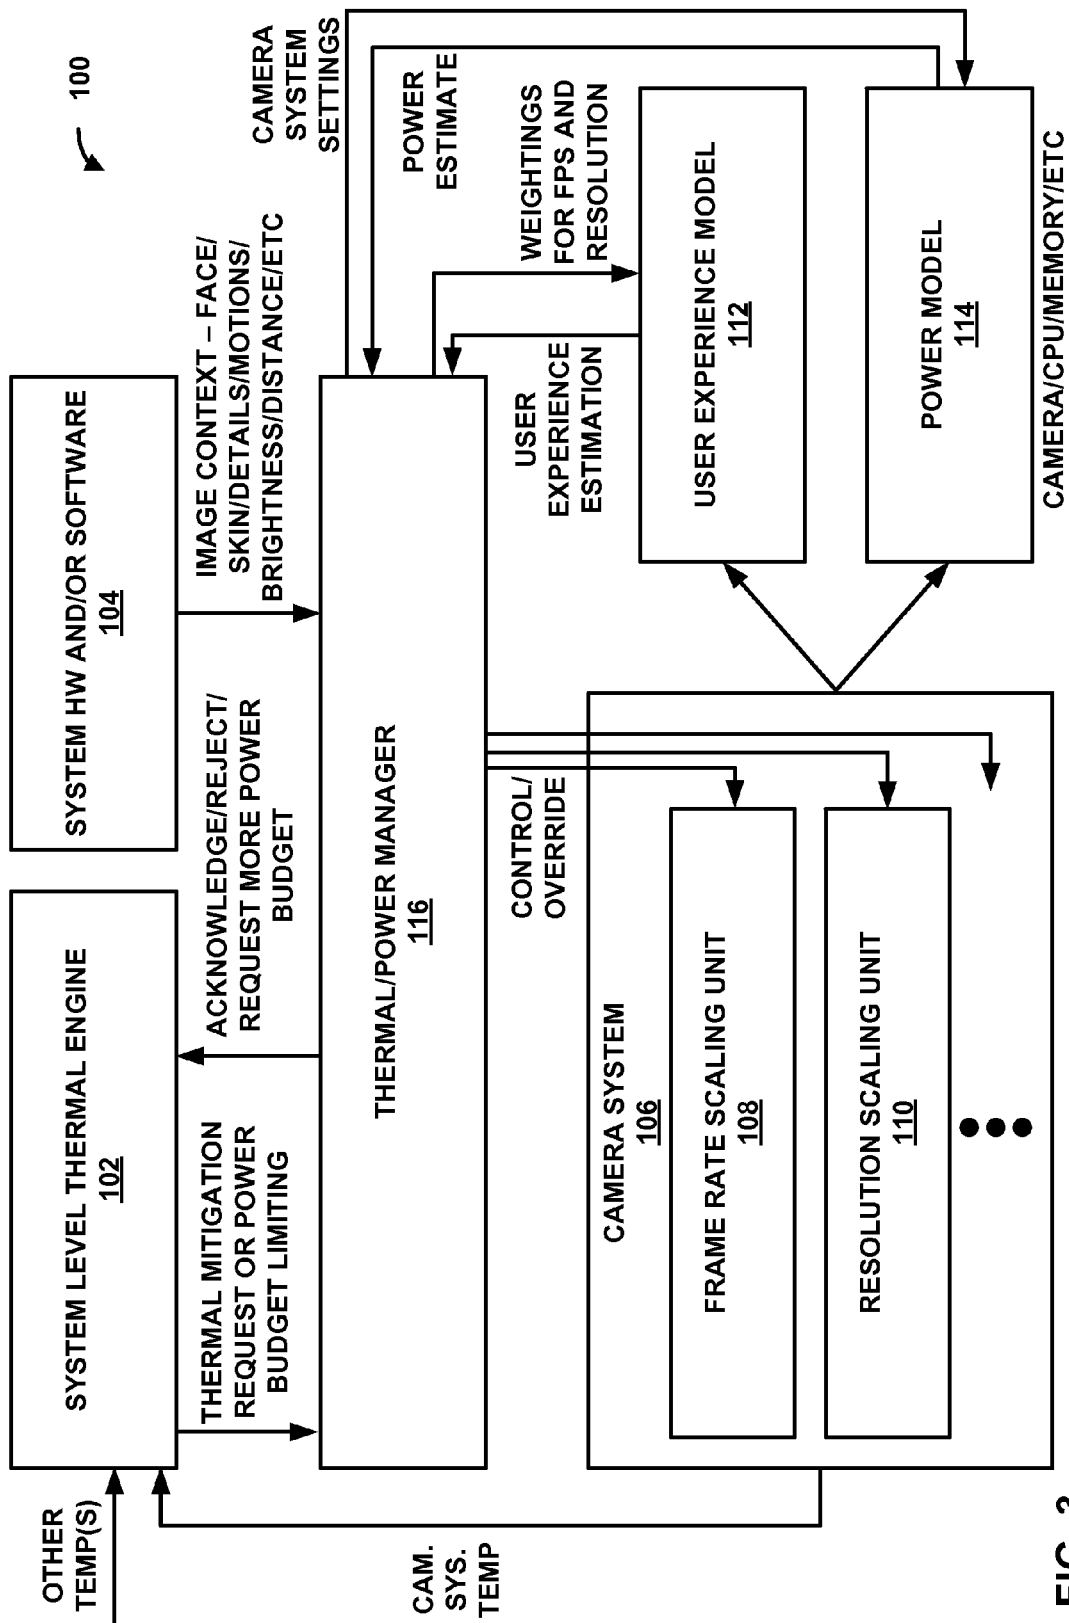 100
OTHER
TEMP(S)
SYSTEM LEVEL THERMAL ENGINE
102
SYSTEM HW AND/OR SOFTWARE
104
CAM.
SYS.
TEMP
THERMAL MITIGATION
REQUEST OR POWER
BUDGET LIMITING
ACKNOWLEDGE/REJECT/
REQUEST MORE POWER
BUDGET
IMAGE CONTEXT – FACE/
SKIN/DETAILS/MOTIONS/
BRIGHTNESS/DISTANCE/ETC
CAMERA
SYSTEM
SETTINGS
THERMAL/POWER MANAGER
116
POWER
ESTIMATE
CONTROL/
OVERRIDE
USER
EXPERIENCE
ESTIMATION
WEIGHTINGS
FOR FPS AND
RESOLUTION
CAMERA SYSTEM
106
FRAME RATE SCALING UNIT
108
RESOLUTION SCALING UNIT
110
USER EXPERIENCE MODEL
112
POWER MODEL
114
CAMERA/CPU/MEMORY/ETC
FIG. 3